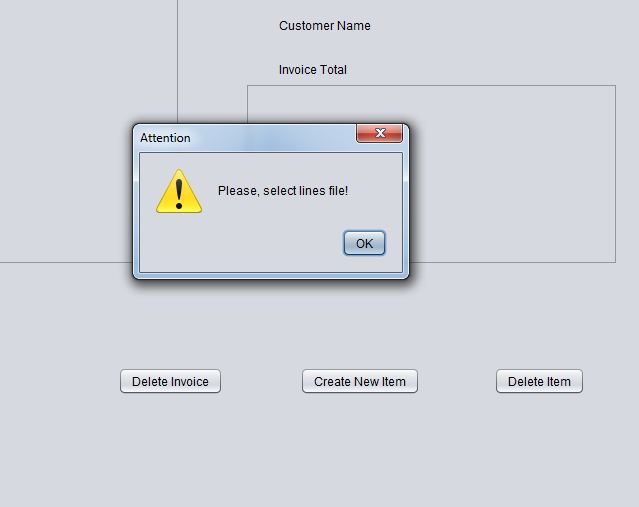 Customer Name
Invoice Total
Attention
Please, select lines file!
OK
Delete Invoice
Create New Item
Delete Item